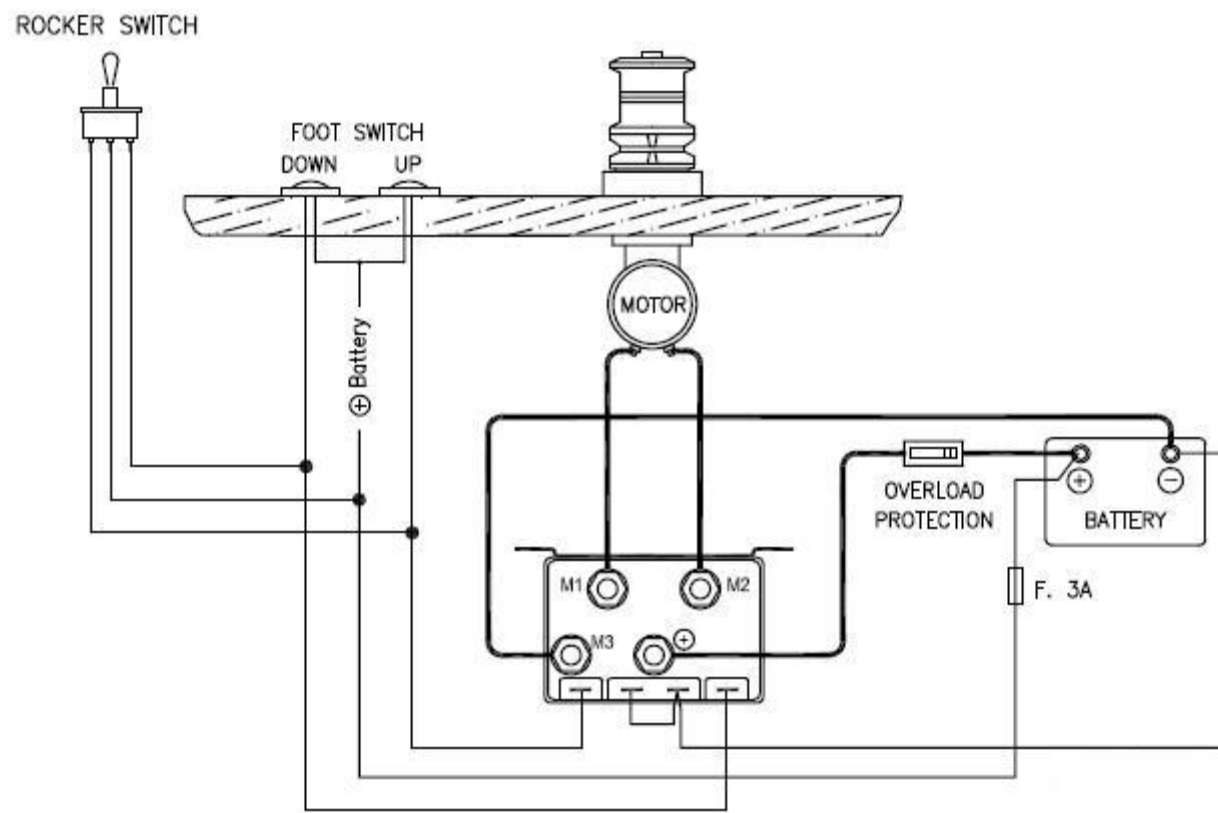 ROCKER SWITCH
FOOT SWITCH
DOWN UP
MOTOR
⊕ Battery
OVERLOAD
PROTECTION
⊕ ⊖
BATTERY
M1 M2
F. 3A
M3 ⊕